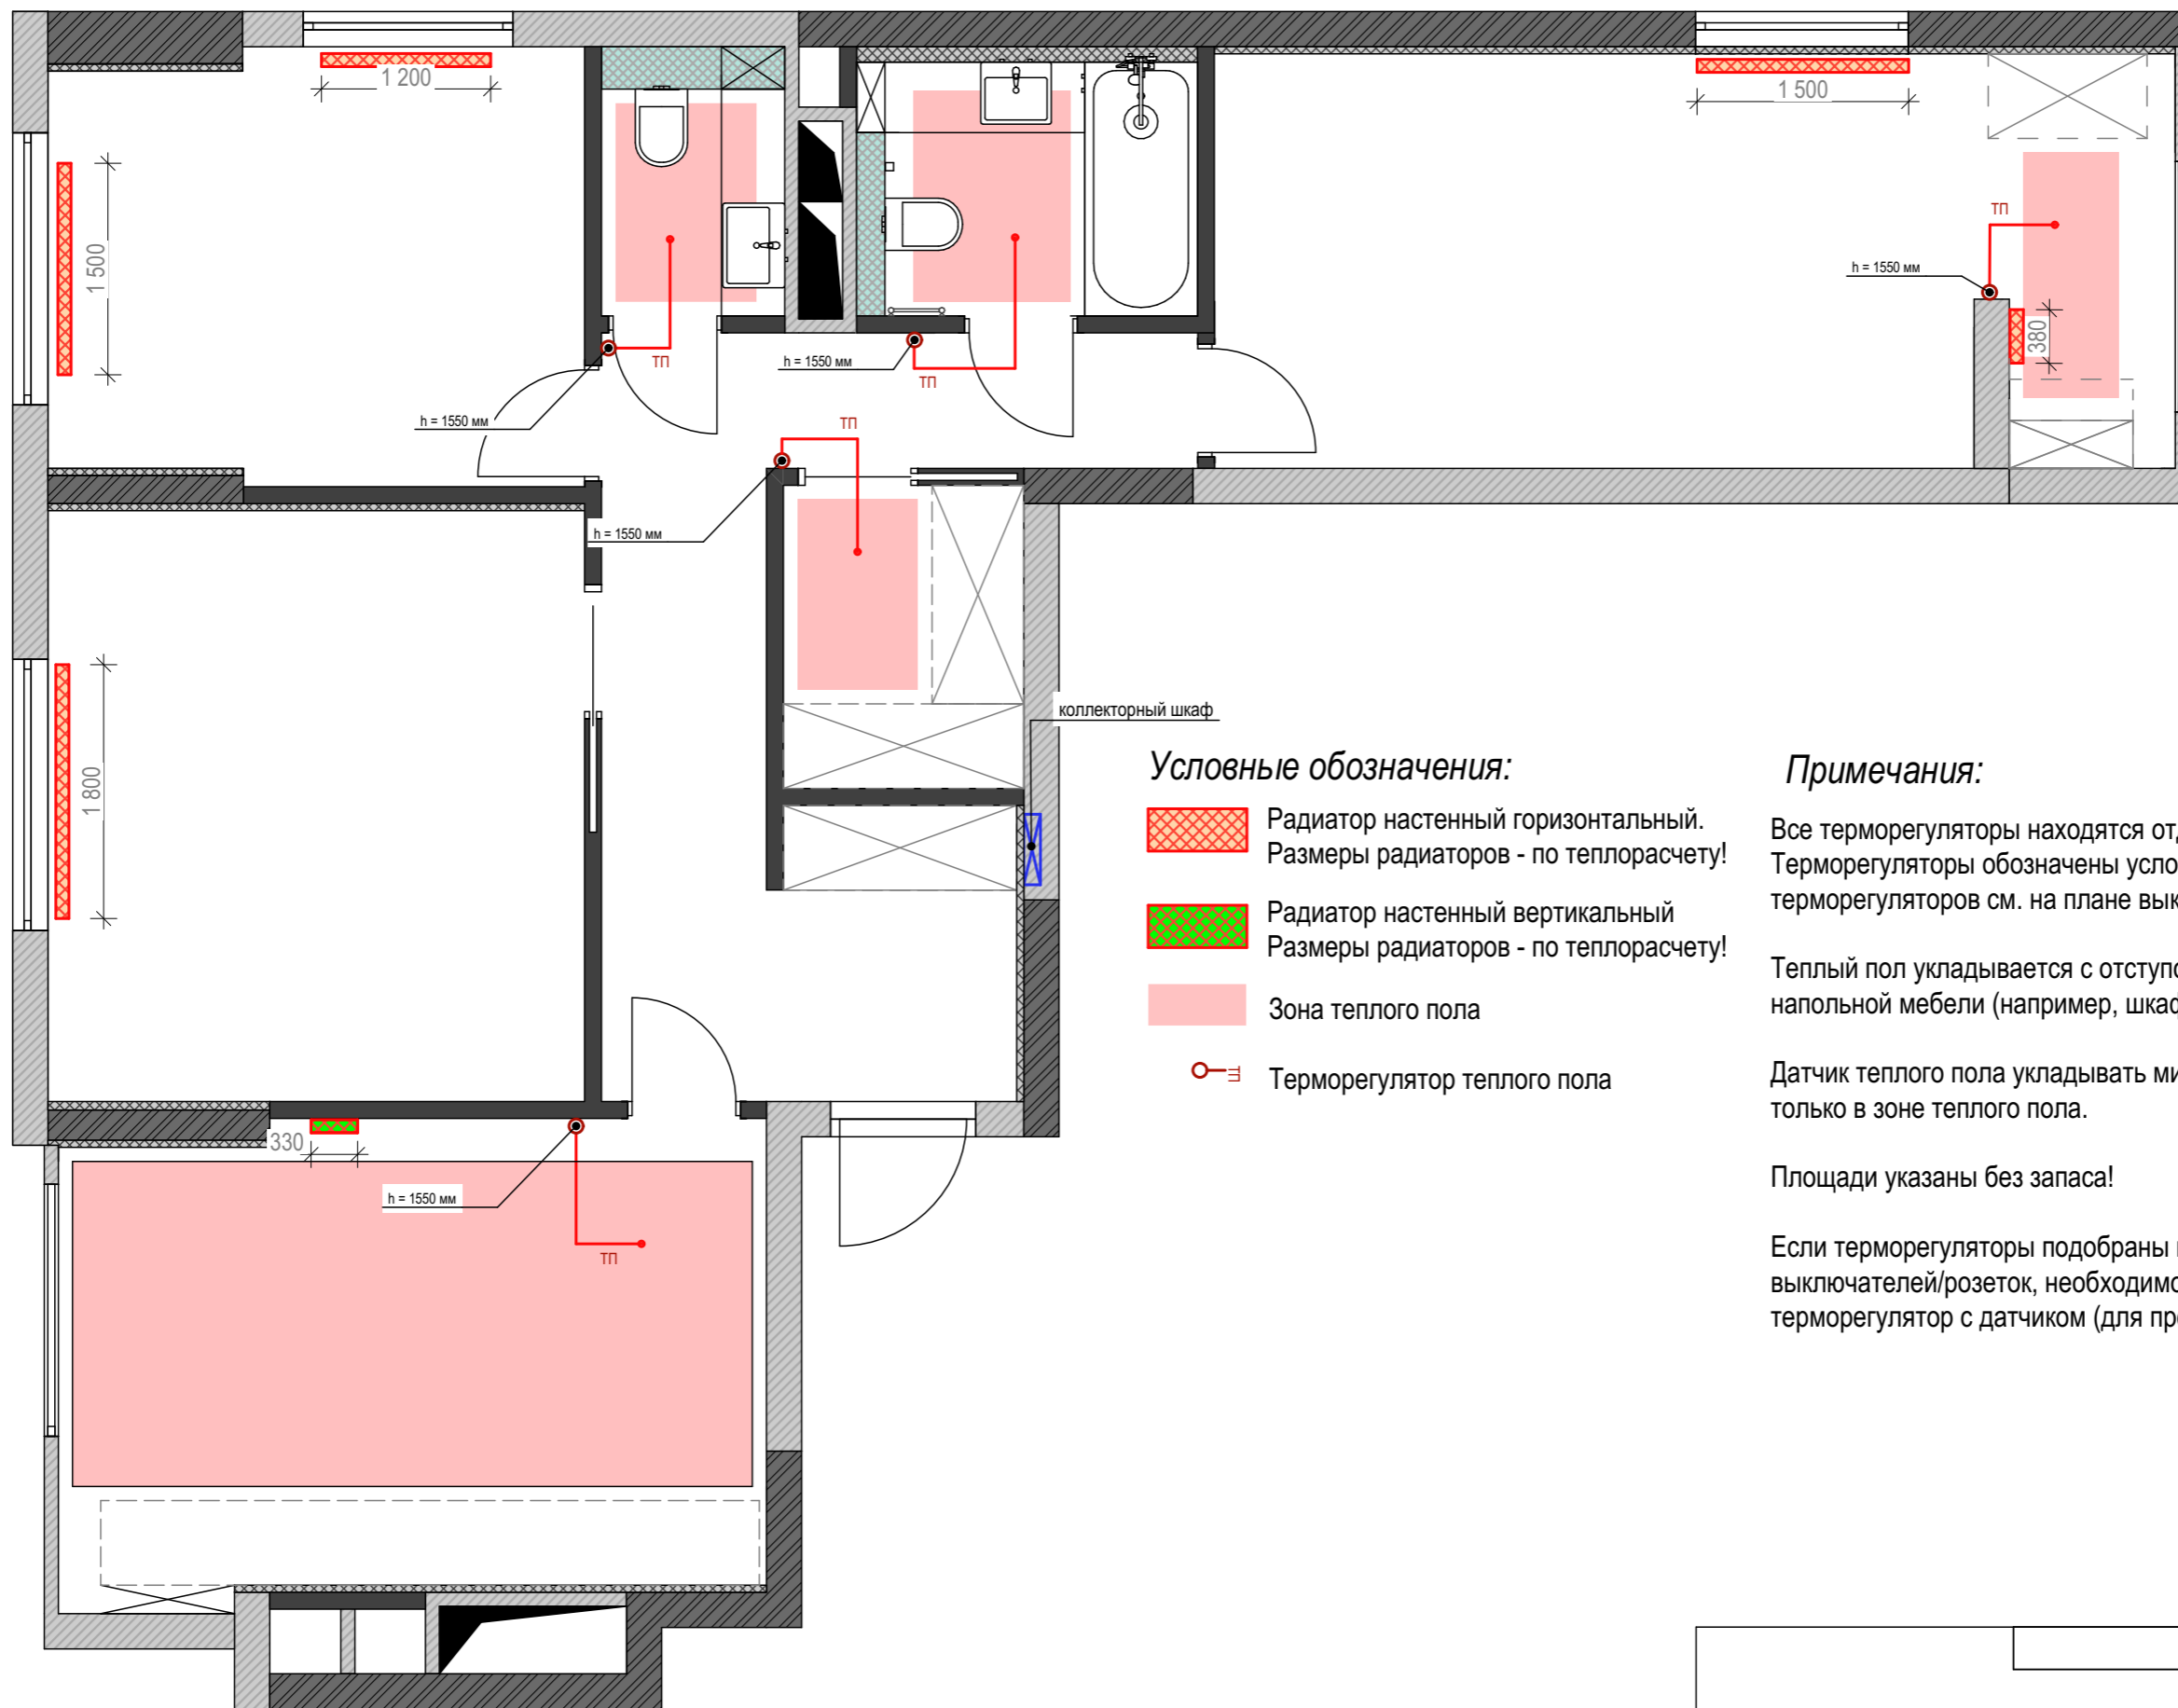 1 200
1 500
1 500
ТП
h = 1550 мм
380
ТП
h = 1550 мм
ТП
h = 1550 мм
ТП
h = 1550 мм
коллекторный шкаф
1 800
330
h = 1550 мм
ТП
Условные обозначения:
Радиатор настенный горизонтальный.
Размеры радиаторов - по теплорасчету!
Радиатор настенный вертикальный
Размеры радиаторов - по теплорасчету!
Зона теплого пола
ТП
Терморегулятор теплого пола
Примечания:
Все терморегуляторы находятся
Терморегуляторы обозначены
терморегуляторов см. на плане
Теплый пол укладывается с
напольной мебели (например,
Датчик теплого пола укладывать
только в зоне теплого пола.
Площади указаны без запаса!
Если терморегуляторы подобраны
выключателей/розеток,
терморегулятор с датчиком (для